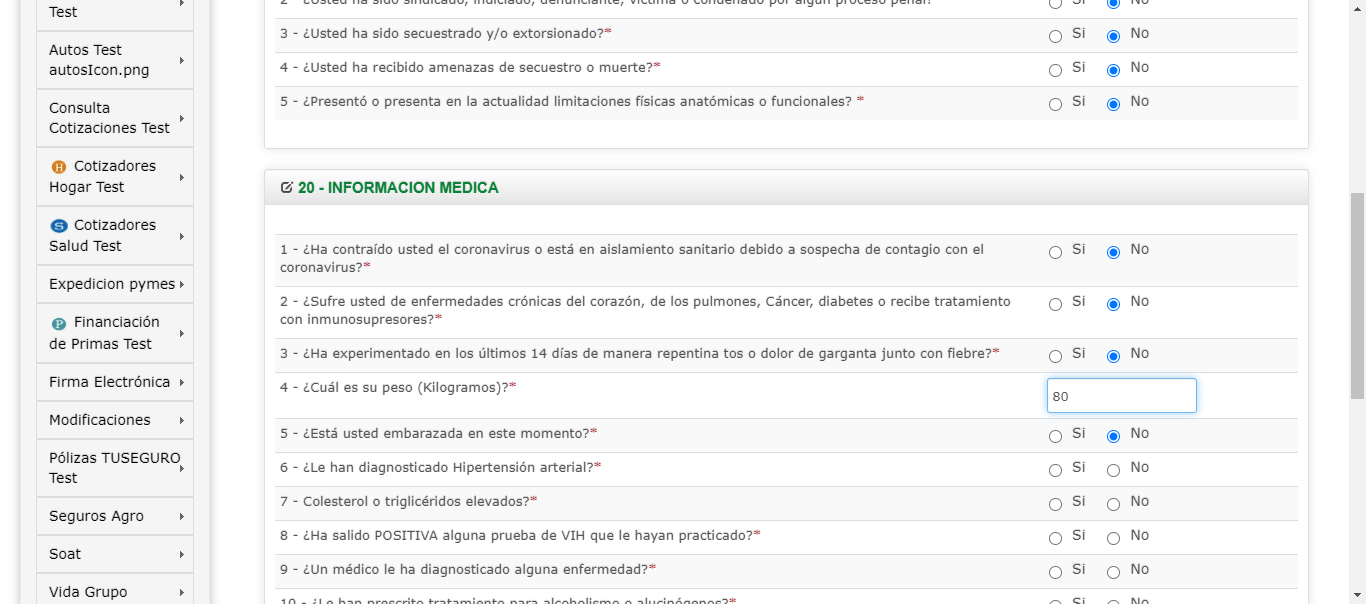 Test
Autos Test
autosIcon.png
Consulta
Cotizaciones Test
H Cotizadores
Hogar Test
S Cotizadores
Salud Test
Expedicion pymes
P Financiación
de Primas Test
Firma Electrónica
Modificaciones
Pólizas TUSEGURO
Test
Seguros Agro
Soat
Vida Grupo
2 - ¿Usted ha sido sindicado, indiciado, denunciante, víctima o condenado por algún proceso penal? Si No
3 - ¿Usted ha sido secuestrado y/o extorsionado?* Si No
4 - ¿Usted ha recibido amenazas de secuestro o muerte?* Si No
5 - ¿Presentó o presenta en la actualidad limitaciones físicas anatómicas o funcionales? * Si No
20 - INFORMACION MEDICA
1 - ¿Ha contraído usted el coronavirus o está en aislamiento sanitario debido a sospecha de contagio con el Si No
coronavirus?*
2 - ¿Sufre usted de enfermedades crónicas del corazón, de los pulmones, Cáncer, diabetes o recibe tratamiento Si No
con inmunosupresores?*
3 - ¿Ha experimentado en los últimos 14 días de manera repentina tos o dolor de garganta junto con fiebre?* Si No
4 - ¿Cuál es su peso (Kilogramos)?* 80
5 - ¿Está usted embarazada en este momento?* Si No
6 - ¿Le han diagnosticado Hipertensión arterial?* Si No
7 - Colesterol o triglicéridos elevados?* Si No
8 - ¿Ha salido POSITIVA alguna prueba de VIH que le hayan practicado?* Si No
9 - ¿Un médico le ha diagnosticado alguna enfermedad?* Si No
10 - ¿Le han prescrito tratamiento para alcoholismo o alucinógenos?* Si No